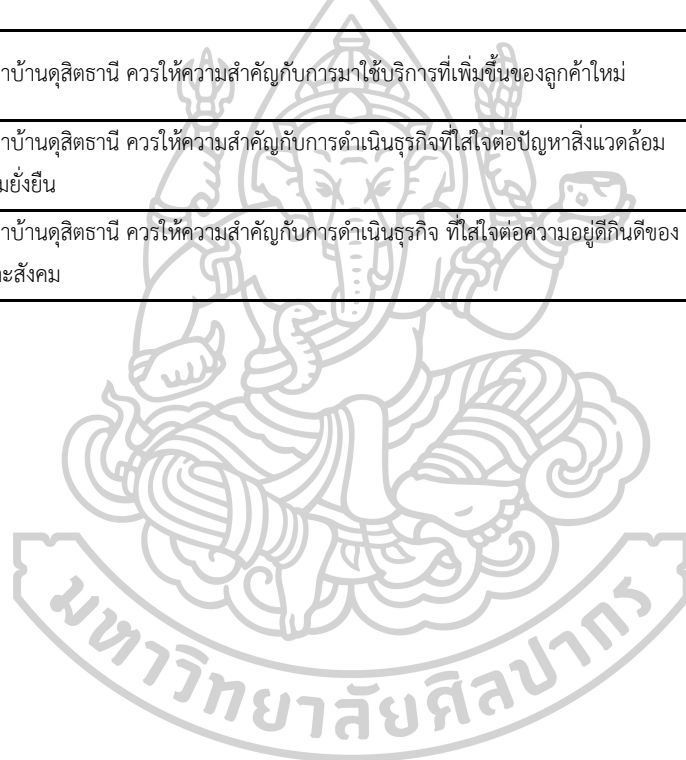 าบ้านดุสิตธานี ควรให้ความสำคัญกับการมาใช้บริการที่เพิ่มขึ้นของลูกค้าใหม่
าบ้านดุสิตธานี ควรให้ความสำคัญกับการดำเนินธุรกิจที่ใส่ใจต่อปัญหาสิ่งแวดล้อม
มยั่งยืน
าบ้านดุสิตธานี ควรให้ความสำคัญกับการดำเนินธุรกิจ ที่ใส่ใจต่อความอยู่ดีกินดีของ
ะสังคม
มหาวิทยาลัยศิลปากร